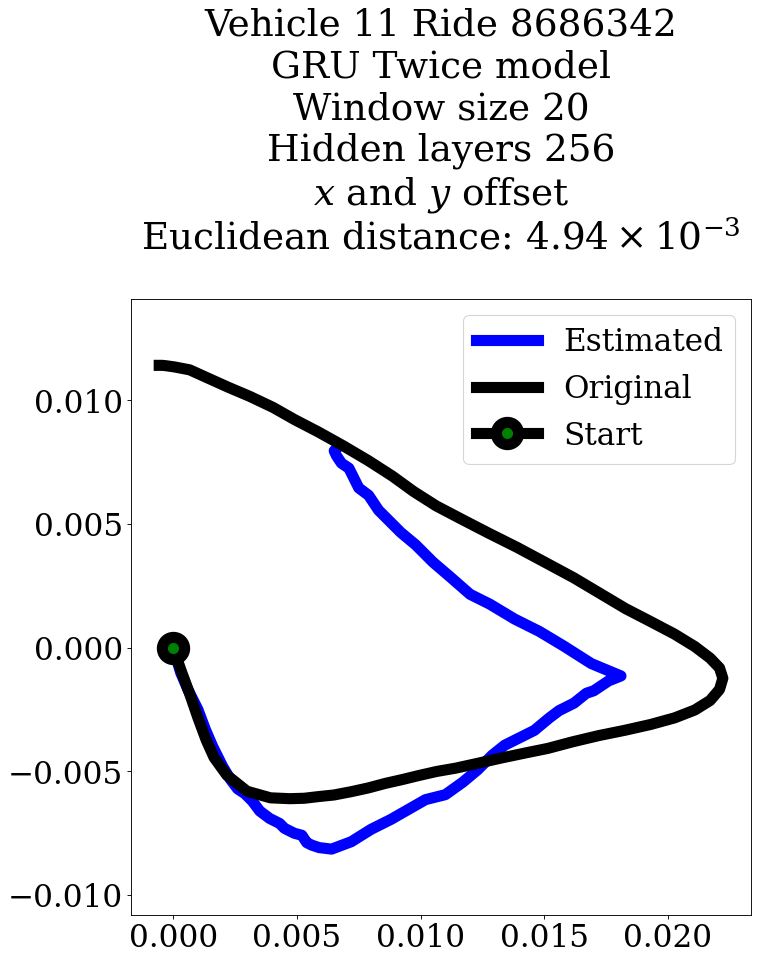 Vehicle 11 Ride 8686342
GRU Twice model
Window size 20
Hidden layers 256
x and y offset
Euclidean distance: 4.94 × 10⁻³
Estimated
Original
Start
0.010
0.005
0.000
−0.005
−0.010
0.000 0.005 0.010 0.015 0.020